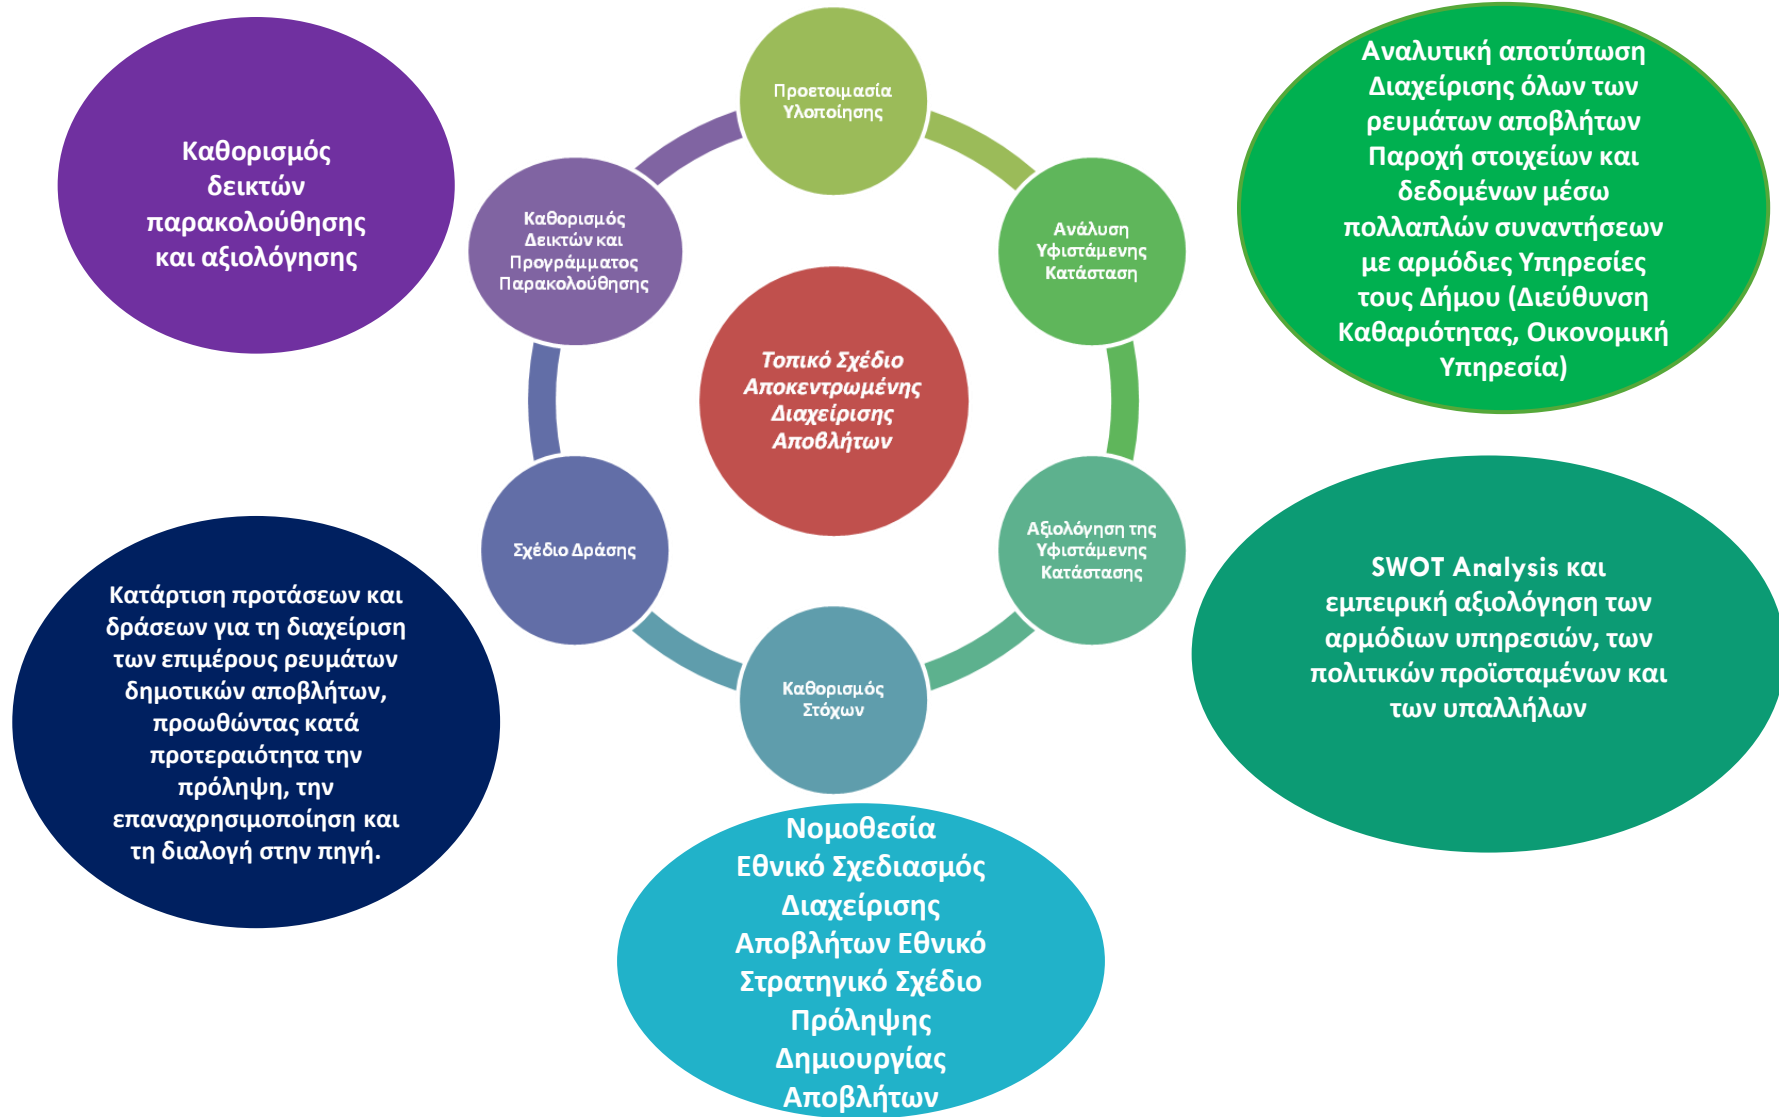 Προετοιμασία
Υλοποίησης
Καθορισμός
δεικτών
παρακολούθησης
και αξιολόγησης
Καθορισμός
Δεικτών και
Προγράμματος
Παρακολούθησης
Ανάλυση
Υφιστάμενης
Κατάσταση
Αναλυτική αποτύπωση
Διαχείρισης όλων των
ρευμάτων αποβλήτων
Παροχή στοιχείων και
δεδομένων μέσω
πολλαπλών συναντήσεων
με αρμόδιες Υπηρεσίες
τους Δήμου (Διεύθυνση
Καθαριότητας, Οικονομική
Υπηρεσία)
Τοπικό Σχέδιο
Αποκεντρωμένης
Διαχείρισης
Αποβλήτων
Σχέδιο Δράσης
Αξιολόγηση της
Υφιστάμενης
Κατάστασης
Κατάρτιση προτάσεων και
δράσεων για τη διαχείριση
των επιμέρους ρευμάτων
δημοτικών αποβλήτων,
προωθώντας κατά
προτεραιότητα την
πρόληψη, την
επαναχρησιμοποίηση και
τη διαλογή στην πηγή.
Καθορισμός
Στόχων
SWOT Analysis και
εμπειρική αξιολόγηση των
αρμόδιων υπηρεσιών, των
πολιτικών προϊσταμένων και
των υπαλλήλων
Νομοθεσία
Εθνικό Σχεδιασμός
Διαχείρισης
Αποβλήτων Εθνικό
Στρατηγικό Σχέδιο
Πρόληψης
Δημιουργίας
Αποβλήτων